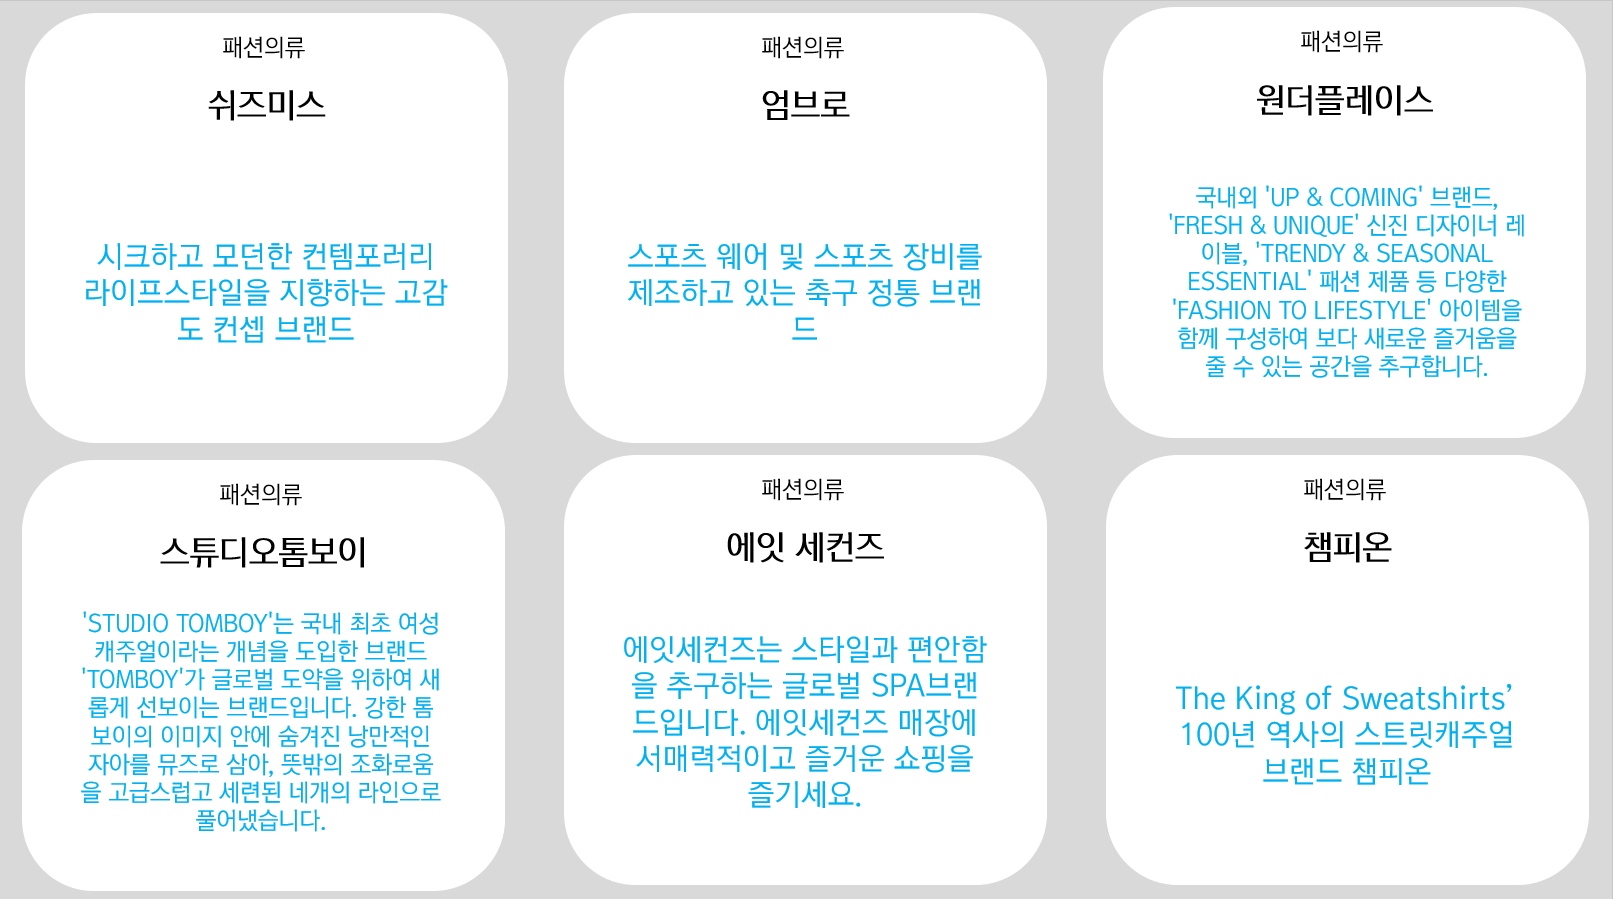 패션의류
쉬즈미스
시크하고 모던한 컨템포러리
라이프스타일을 지향하는 고감
도 컨셉 브랜드
패션의류
엄브로
스포츠 웨어 및 스포츠 장비를
제조하고 있는 축구 정통 브랜
드
패션의류
원더플레이스
국내외 'UP & COMING' 브랜드,
'FRESH & UNIQUE' 신진 디자이너 레
이블, 'TRENDY & SEASONAL
ESSENTIAL' 패션 제품 등 다양한
'FASHION TO LIFESTYLE' 아이템을
함께 구성하여 보다 새로운 즐거움을
줄 수 있는 공간을 추구합니다.
패션의류
스튜디오톰보이
'STUDIO TOMBOY'는 국내 최초 여성
캐주얼이라는 개념을 도입한 브랜드
'TOMBOY'가 글로벌 도약을 위하여 새
롭게 선보이는 브랜드입니다. 강한 톰
보이의 이미지 안에 숨겨진 낭만적인
자아를 뮤즈로 삼아, 뜻밖의 조화로움
을 고급스럽고 세련된 네개의 라인으로
풀어냈습니다.
패션의류
에잇 세컨즈
에잇세컨즈는 스타일과 편안함
을 추구하는 글로벌 SPA브랜
드입니다. 에잇세컨즈 매장에
서매력적이고 즐거운 쇼핑을
즐기세요.
패션의류
챔피온
The King of Sweatshirts’
100년 역사의 스트릿캐주얼
브랜드 챔피온